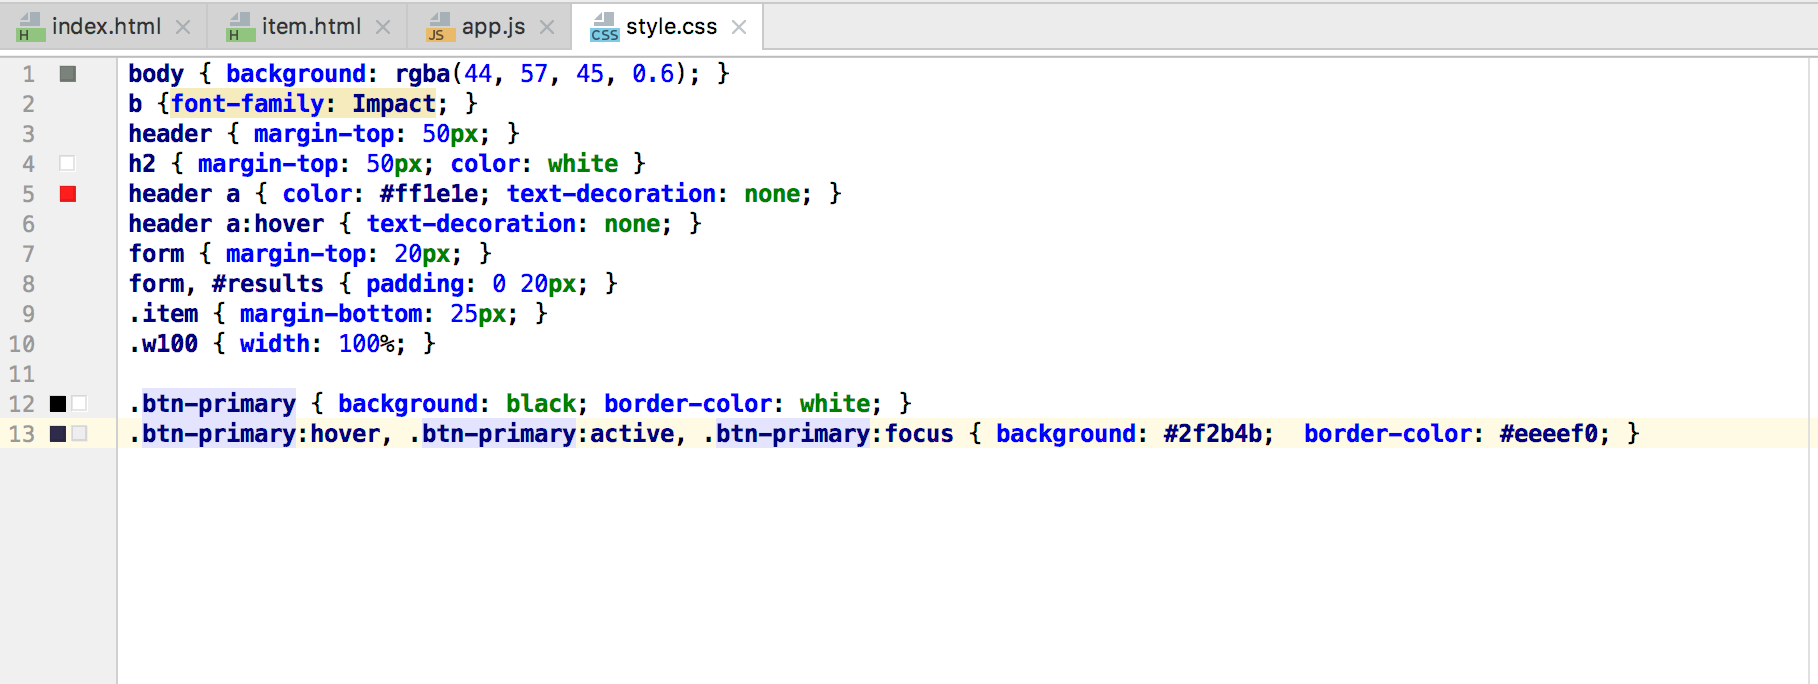 index.html item.html app.js style.css
H H JS CSS
1 body { background: rgba(44, 57, 45, 0.6); }
2 b {font-family: Impact; }
3 header { margin-top: 50px; }
4 h2 { margin-top: 50px; color: white }
5 header a { color: #ff1e1e; text-decoration: none; }
6 header a:hover { text-decoration: none; }
7 form { margin-top: 20px; }
8 form, #results { padding: 0 20px; }
9 .item { margin-bottom: 25px; }
10 .w100 { width: 100%; }
11
12 .btn-primary { background: black; border-color: white; }
13 .btn-primary:hover, .btn-primary:active, .btn-primary:focus { background: #2f2b4b;  border-color: #eeeef0; }